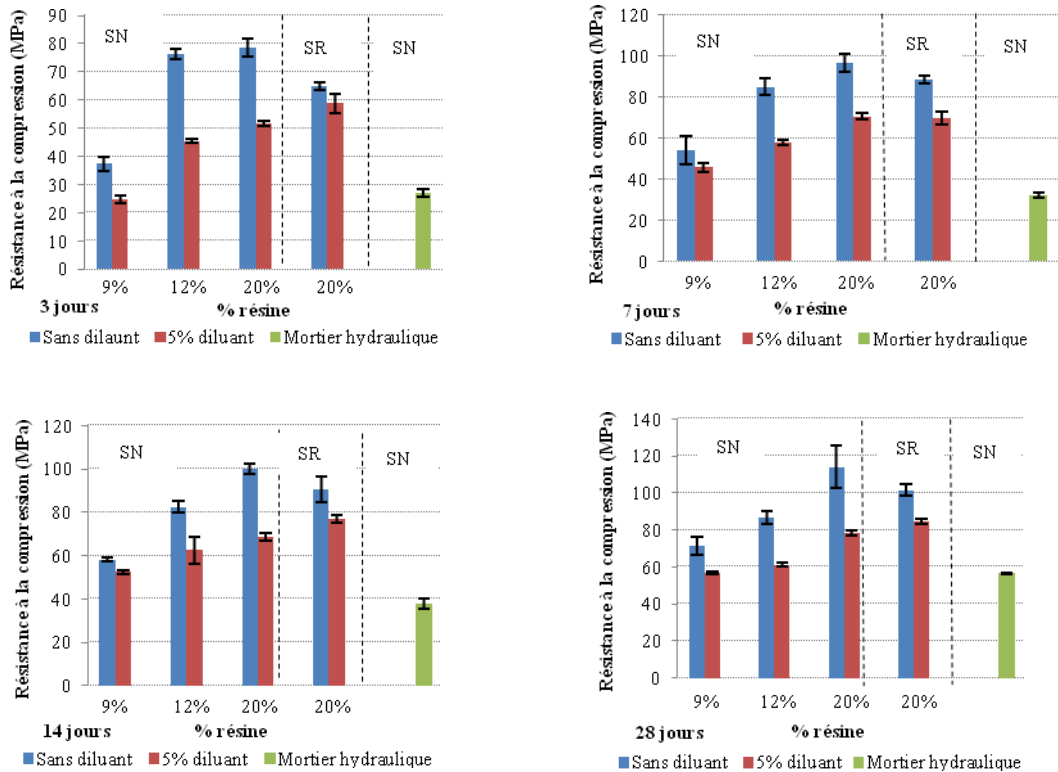 Résistance à la compression (MPa)
90
80
70
60
50
40
30
20
10
0
SN
SR
SN
9%
12%
20%
20%
3 jours
% résine
Sans dilaunt
5% diluant
Mortier hydraulique
Résistance à la compression (MPa)
120
100
80
60
40
20
0
SN
SR
SN
9%
12%
20%
20%
7 jours
% résine
Sans diluant
5% diluant
Mortier hydraulique
Résistance à la compression (MPa)
120
100
80
60
40
20
0
SN
SR
SN
9%
12%
20%
20%
14 jours
% résine
Sans diluant
5% diluant
Mortier hydraulique
Résistance à la compression (MPa)
140
120
100
80
60
40
20
0
SN
SR
SN
9%
12%
20%
20%
28 jours
% résine
Sans diluant
5% diluant
Mortier hydraulique